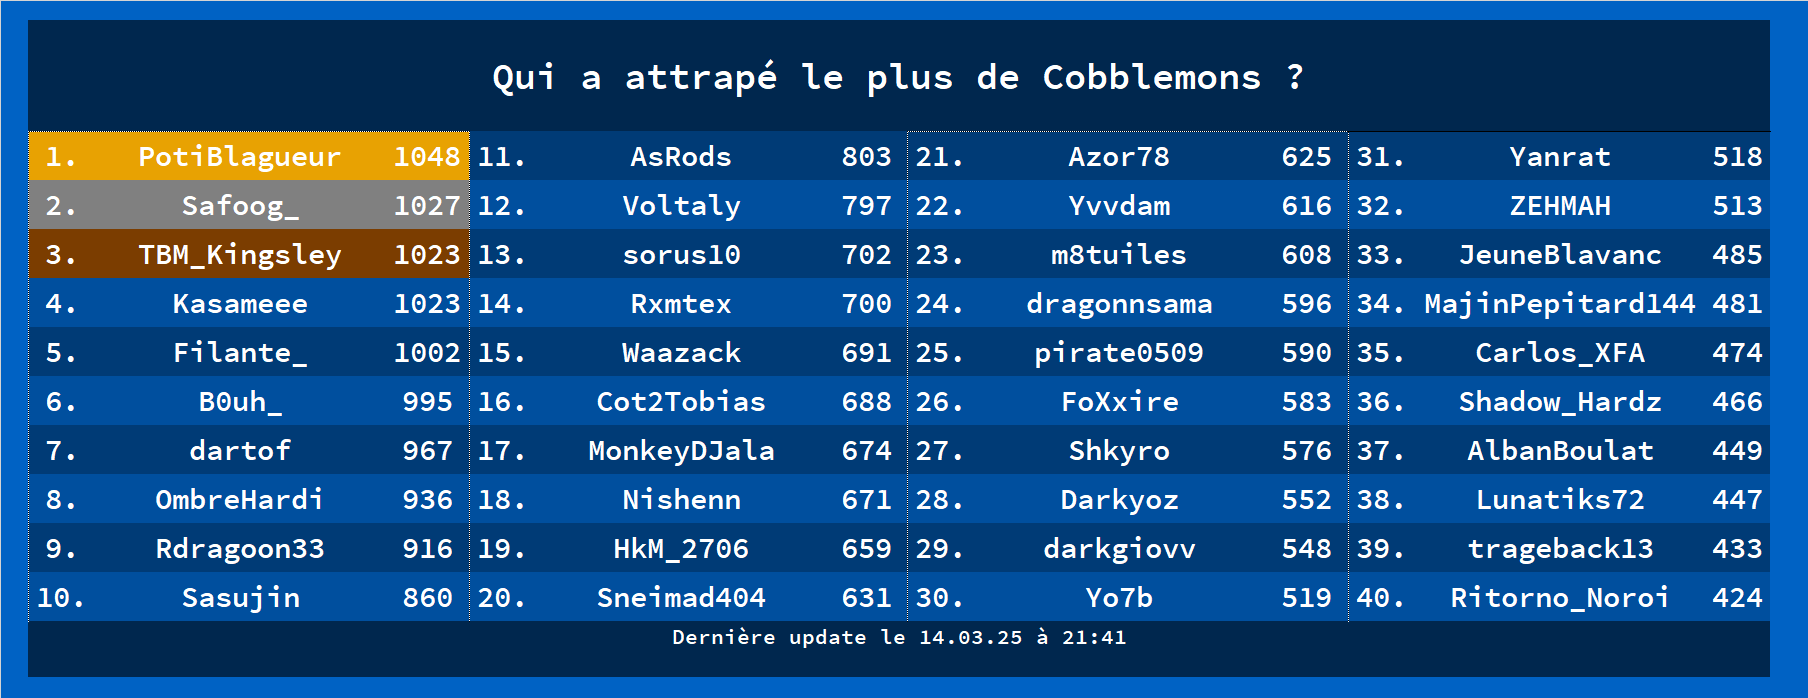 Qui a attrapé le plus de Cobblemons ?
1. PotiBlagueur 1048
2. Safoog_ 1027
3. TBM_Kingsley 1023
4. Kasameee 1023
5. Filante_ 1002
6. B0uh_ 995
7. dartof 967
8. OmbreHardi 936
9. Rdragoon33 916
10. Sasujin 860
11. AsRods 803
12. Voltaly 797
13. sorus10 702
14. Rxmtex 700
15. Waazack 691
16. Cot2Tobias 688
17. MonkeyDJala 674
18. Nishenn 671
19. HkM_2706 659
20. Sneimad404 631
21. Azor78 625
22. Yvvdam 616
23. m8tuiles 608
24. dragonnsama 596
25. pirate0509 590
26. FoXxire 583
27. Shkyro 576
28. Darkyoz 552
29. darkgiovv 548
30. Yo7b 519
31. Yanrat 518
32. ZEHMAH 513
33. JeuneBlavanc 485
34. MajinPepitard144 481
35. Carlos_XFA 474
36. Shadow_Hardz 466
37. AlbanBoulat 449
38. Lunatiks72 447
39. trageback13 433
40. Ritorno_Noroi 424
Dernière update le 14.03.25 à 21:41